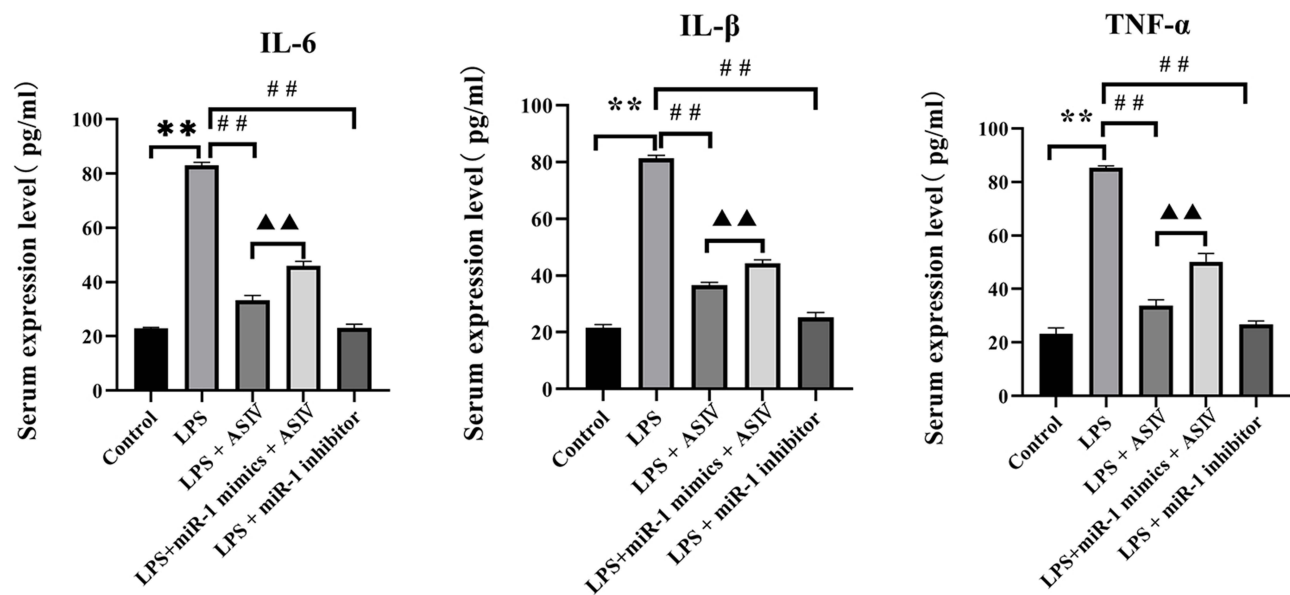 IL-6
Serum expression level( pg/ml)
100
80
60
40
20
0
**
##
##
▲▲
Control
LPS
LPS + ASIV
LPS+miR-1 mimics + ASIV
LPS + miR-1 inhibitor
IL-β
Serum expression level( pg/ml)
100
80
60
40
20
0
**
##
##
▲▲
Control
LPS
LPS + ASIV
LPS+miR-1 mimics + ASIV
LPS + miR-1 inhibitor
TNF-α
Serum expression level( pg/ml)
100
80
60
40
20
0
**
##
##
▲▲
Control
LPS
LPS + ASIV
LPS+miR-1 mimics + ASIV
LPS + miR-1 inhibitor